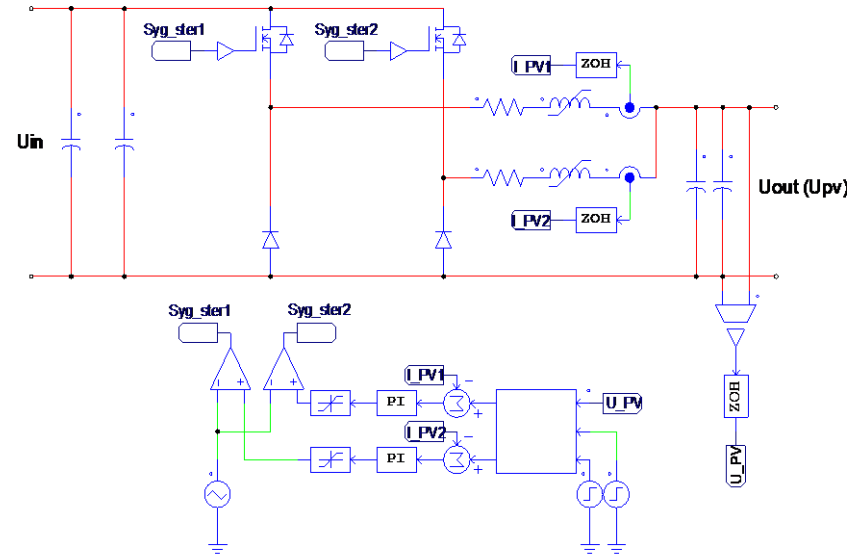 Syg_ster1
Syg_ster2
I_PV1
ZOH
Uin
I_PV2
ZOH
Uout (Upv)
Syg_ster1
Syg_ster2
I_PV1
PI
Σ
U_PV
I_PV2
PI
Σ
ZOH
U_PV
- +
- +
- +
- +